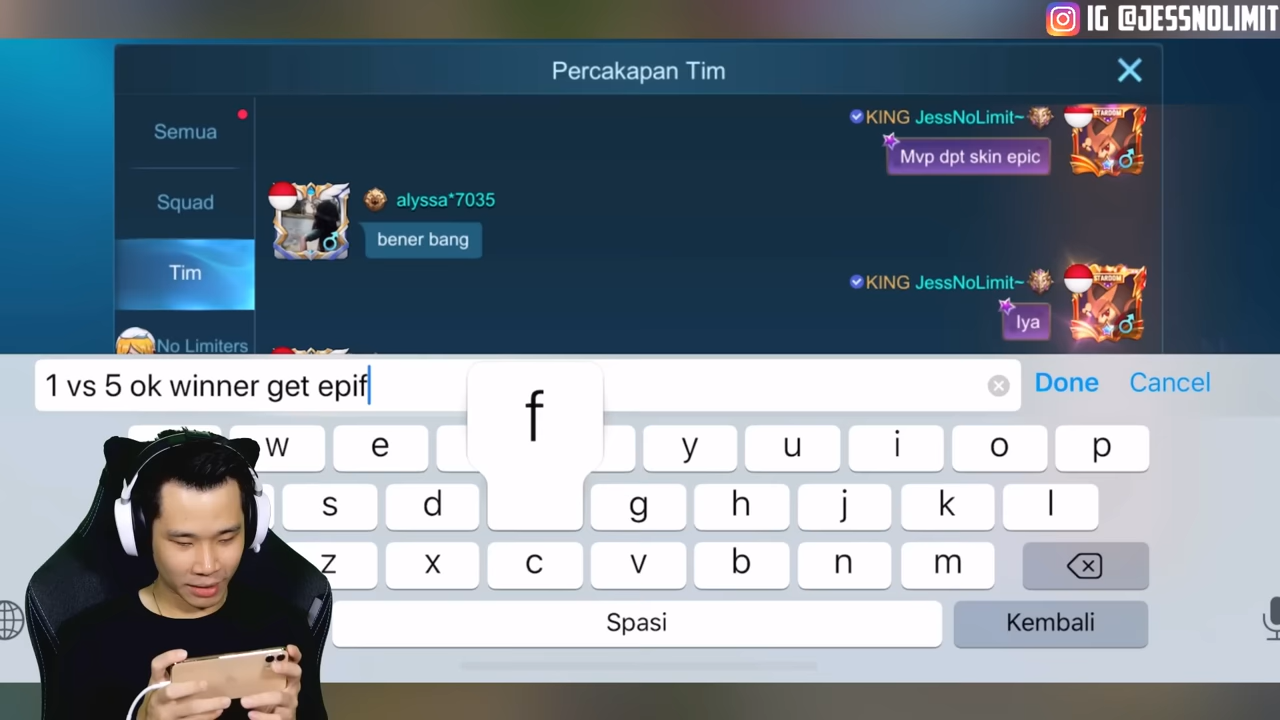 IG @JESSNOLIMIT
Percakapan Tim
Semua
KING JessNoLimit~
Mvp dpt skin epic
Squad
alyssa*7035
bener bang
Tim
KING JessNoLimit~
Iya
No Limiters
1 vs 5 ok winner get epif
Done
Cancel
f
w e y u i o p
s d g h j k l
z x c v b n m
Spasi
Kembali